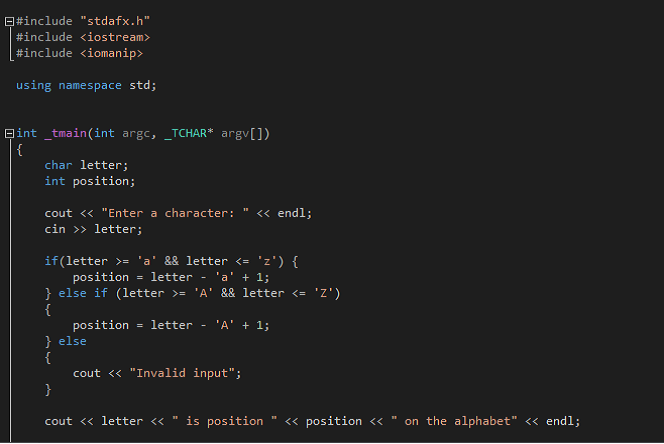 #include "stdafx.h"
#include <iostream>
#include <iomanip>
using namespace std;
int _tmain(int argc, _TCHAR* argv[])
{
char letter;
int position;
cout << "Enter a character: " << endl;
cin >> letter;
if(letter >= 'a' && letter <= 'z') {
position = letter - 'a' + 1;
} else if (letter >= 'A' && letter <= 'Z')
{
position = letter - 'A' + 1;
} else
{
cout << "Invalid input";
}
cout << letter << " is position " << position << " on the alphabet" << endl;